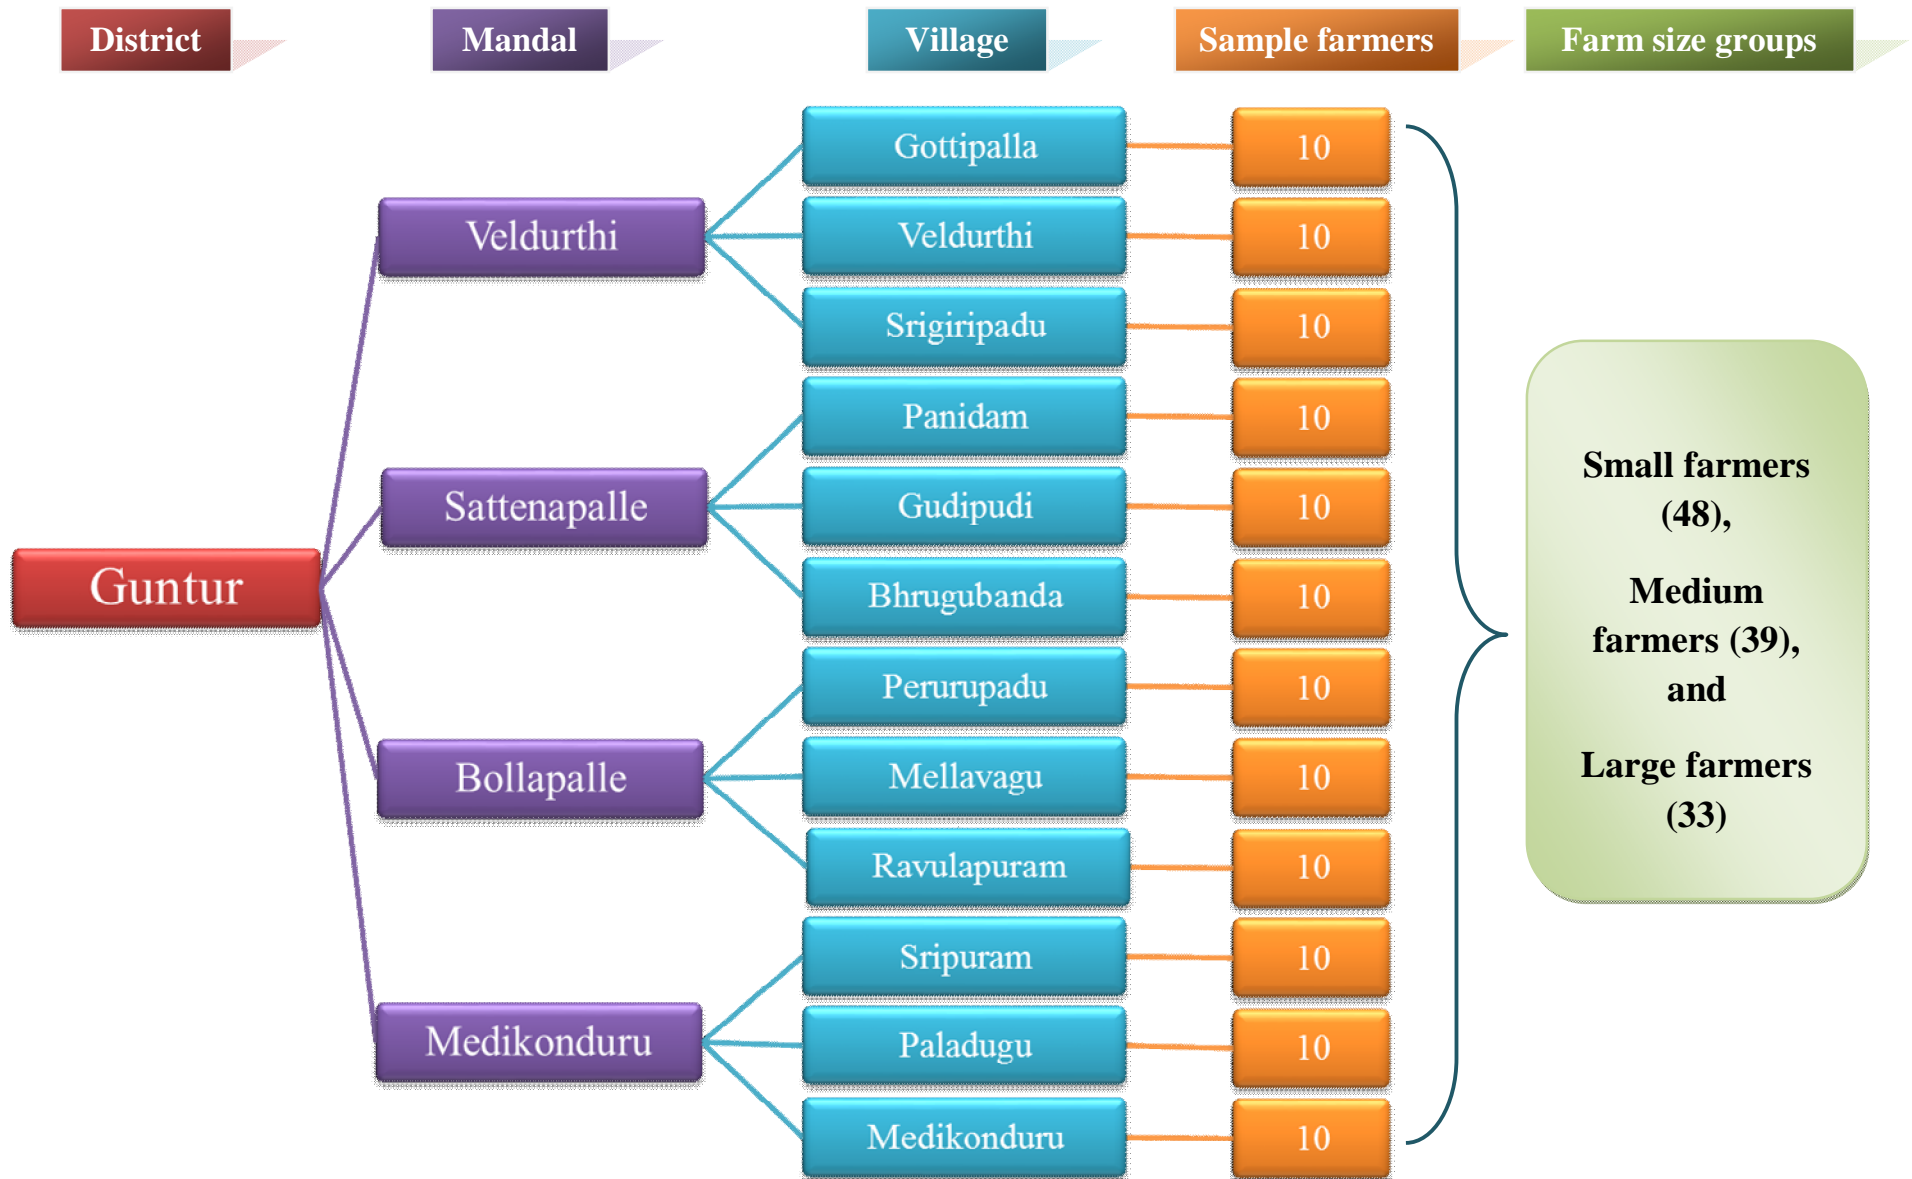 District
Mandal
Village
Sample farmers
Farm size groups
Gottipalla
10
Veldurthi
Veldurthi
10
Srigiripadu
10
Panidam
10
Sattenapalle
Gudipudi
10
Bhrugubanda
10
Guntur
Perurupadu
10
Bollapalle
Mellavagu
10
Ravulapuram
10
Sripuram
10
Medikonduru
Paladugu
10
Medikonduru
10
Small farmers
(48),
Medium
farmers (39),
and
Large farmers
(33)